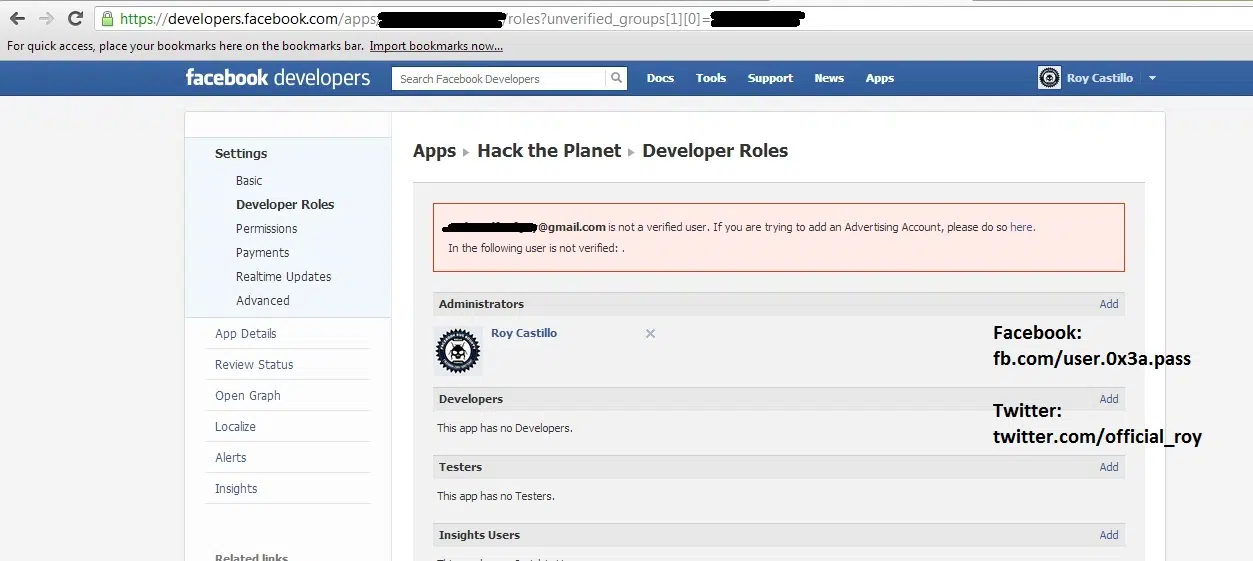 https://developers.facebook.com/apps/ /roles?unverified_groups[1][0]=
For quick access, place your bookmarks here on the bookmarks bar. Import bookmarks now...
facebook developers Search Facebook Developers Docs Tools Support News Apps Roy Castillo
Settings
Basic
Developer Roles
Permissions
Payments
Realtime Updates
Advanced
App Details
Review Status
Open Graph
Localize
Alerts
Insights
Related links
Apps Hack the Planet Developer Roles
@gmail.com is not a verified user. If you are trying to add an Advertising Account, please do so here.
In the following user is not verified: .
Administrators Add
Roy Castillo
Developers Add
This app has no Developers.
Testers Add
This app has no Testers.
Insights Users Add
Facebook:
fb.com/user.0x3a.pass
Twitter:
twitter.com/official_roy